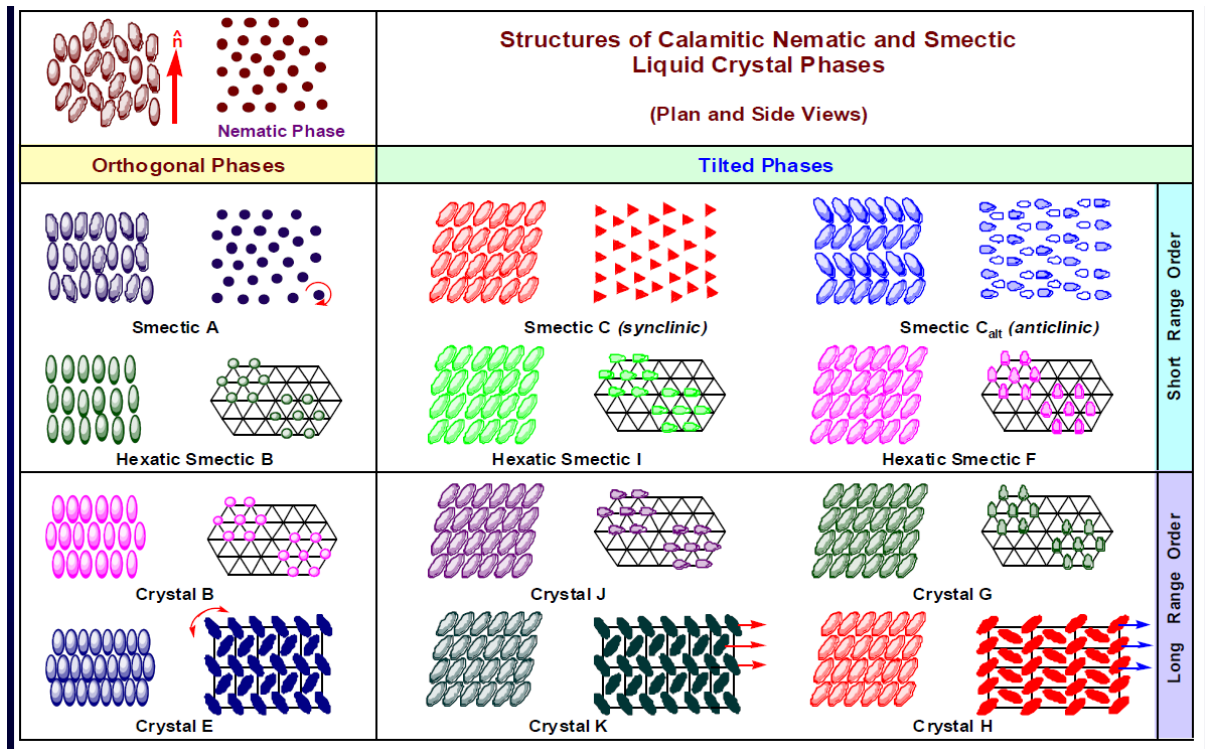 n̂
Nematic Phase
Structures of Calamitic Nematic and Smectic
Liquid Crystal Phases
(Plan and Side Views)
Orthogonal Phases
Tilted Phases
Smectic A
Smectic C (synclinic)
Smectic Calt (anticlinic)
Short Range Order
Hexatic Smectic B
Hexatic Smectic I
Hexatic Smectic F
Crystal B
Crystal J
Crystal G
Long Range Order
Crystal E
Crystal K
Crystal H